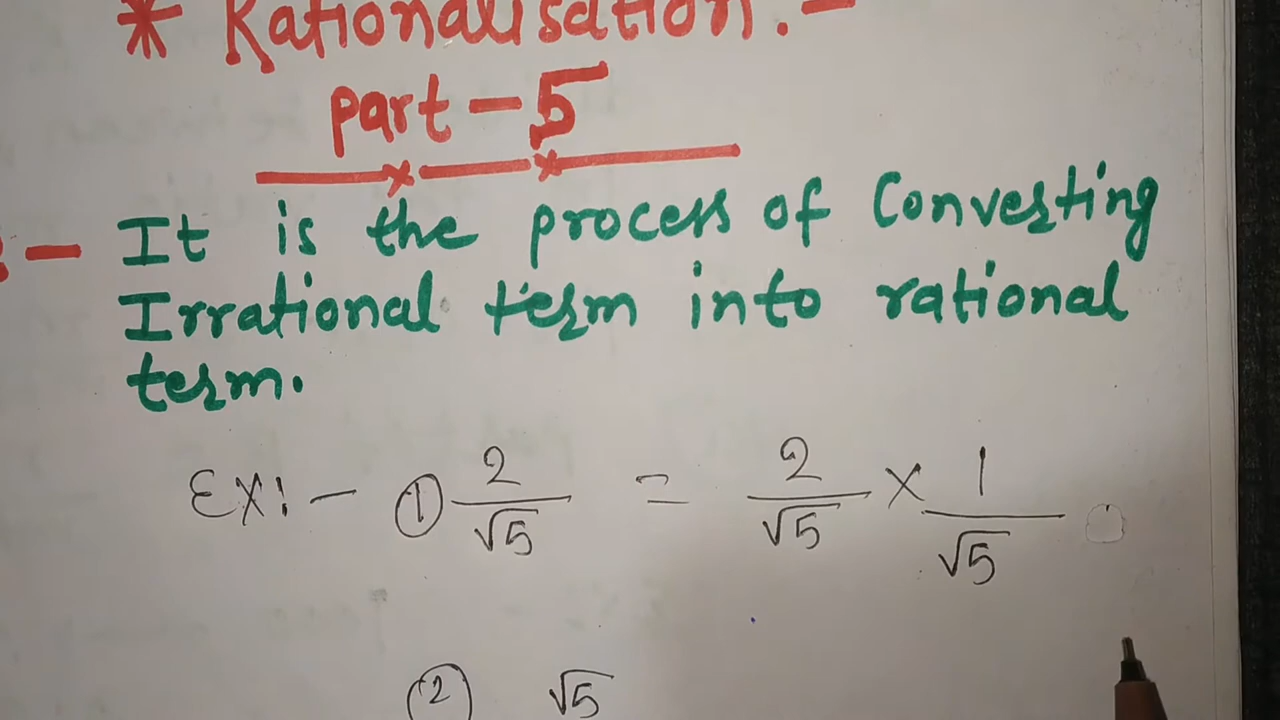 * Rationalisation :-
part - 5
:- It is the process of Converting
Irrational term into rational
term.
Ex:- ① 2/√5 = 2/√5 × 1/√5
② √5